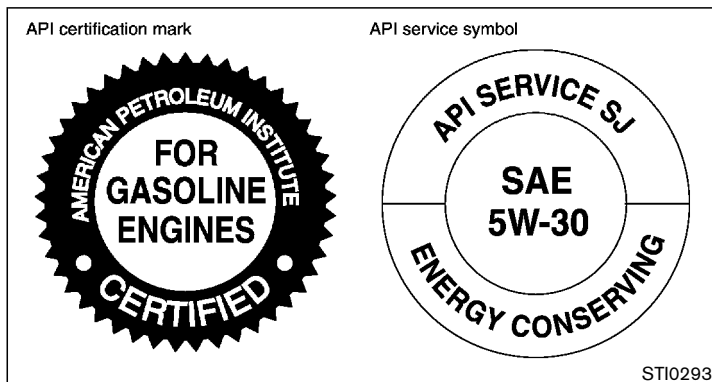 API certification mark
AMERICAN PETROLEUM INSTITUTE
FOR
GASOLINE
ENGINES
CERTIFIED
API service symbol
API SERVICE SJ
SAE
5W-30
ENERGY CONSERVING
STI0293